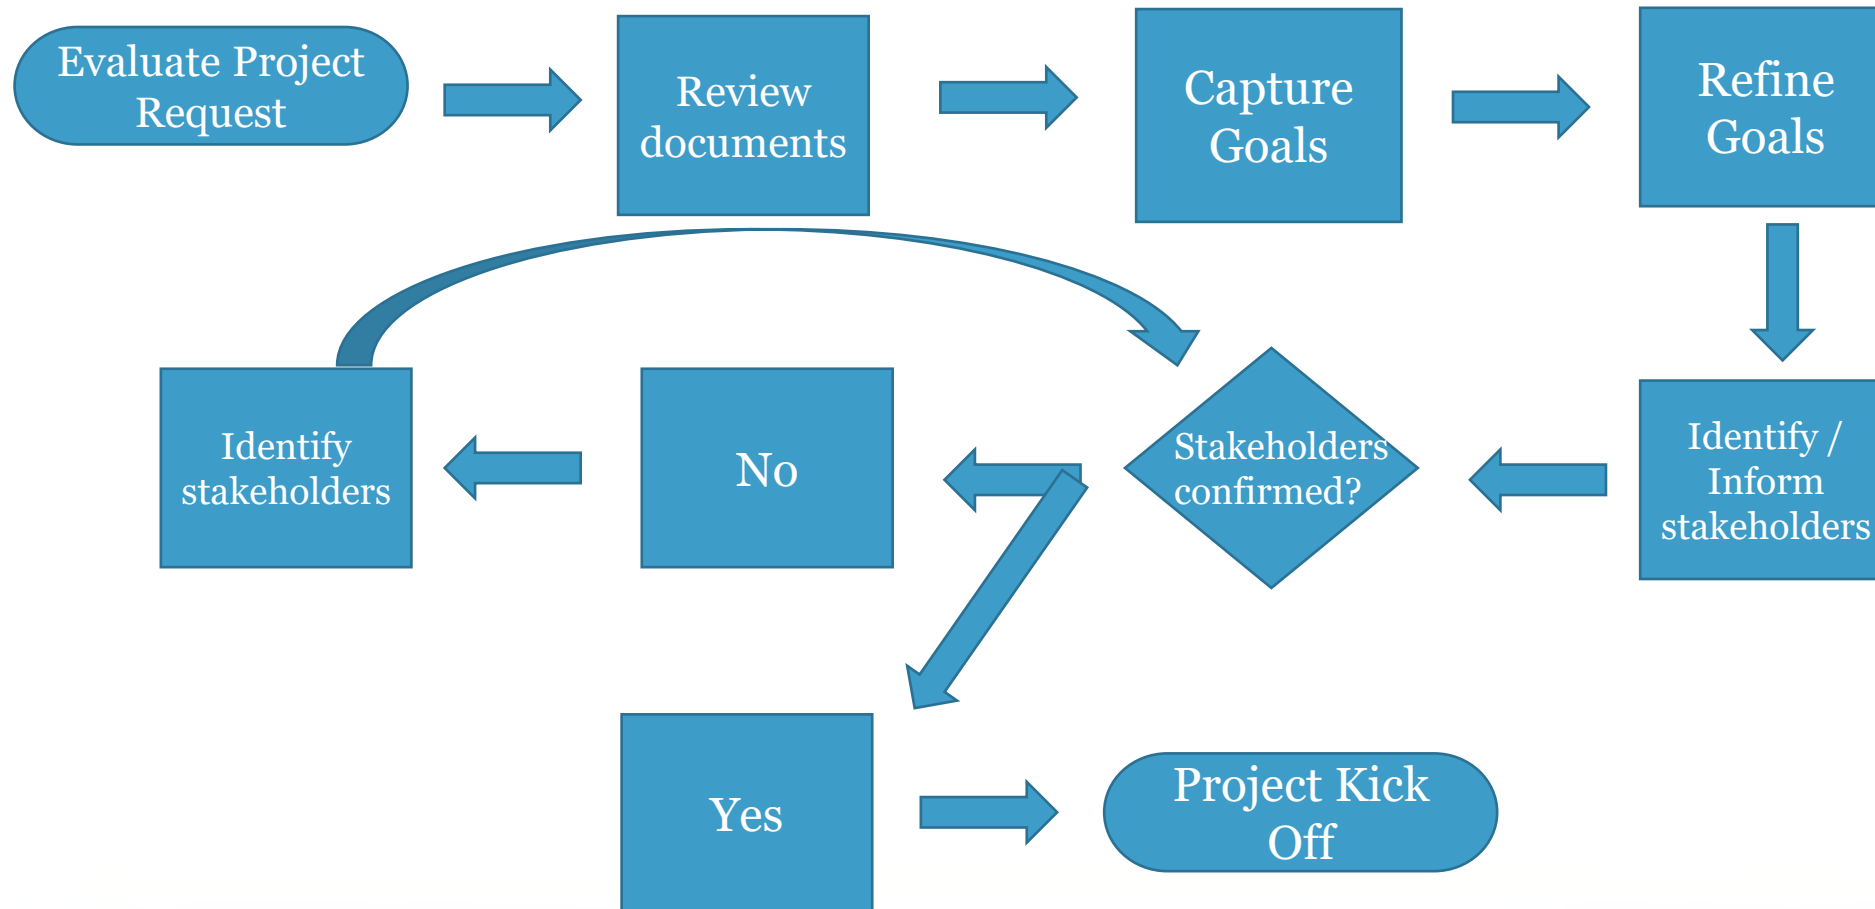 Evaluate Project
Request
Review
documents
Capture
Goals
Refine
Goals
Identify
stakeholders
No
Stakeholders
confirmed?
Identify /
Inform
stakeholders
Yes
Project Kick
Off